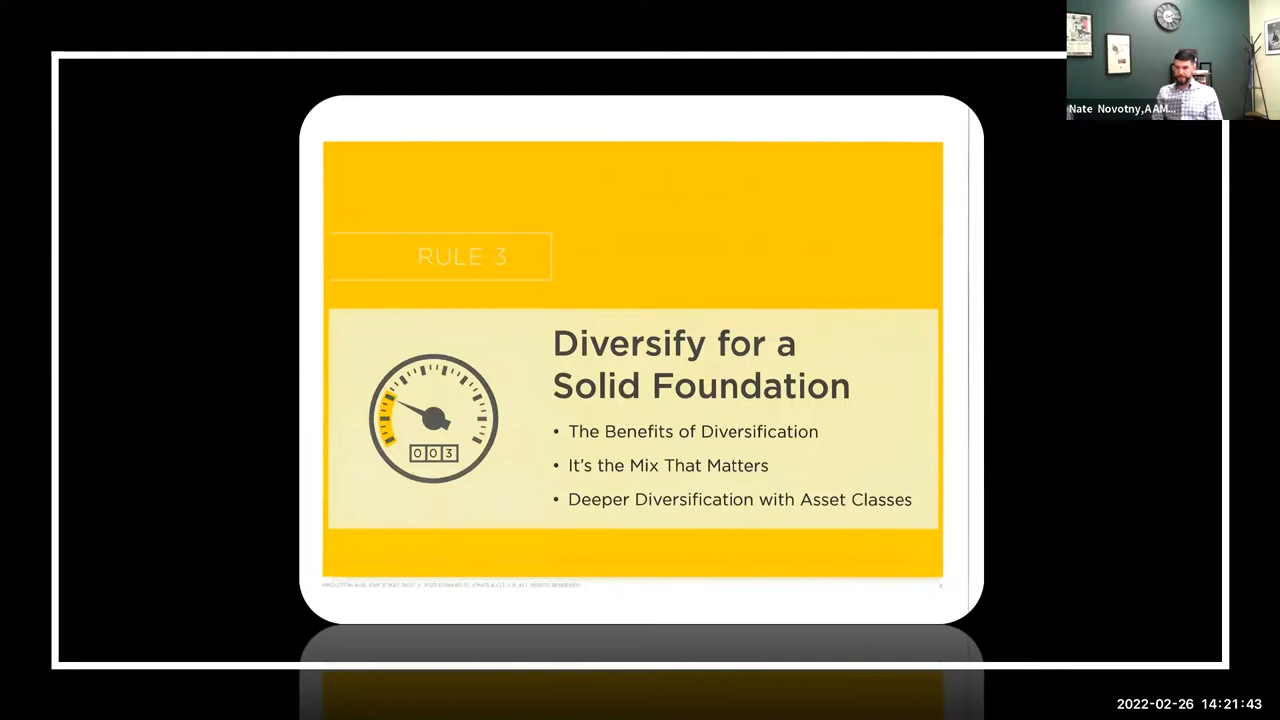 Nate Novotny,AAM...
RULE 3
Diversify for a
Solid Foundation
• The Benefits of Diversification
• It's the Mix That Matters
• Deeper Diversification with Asset Classes
003
2022-02-26 14:21:43